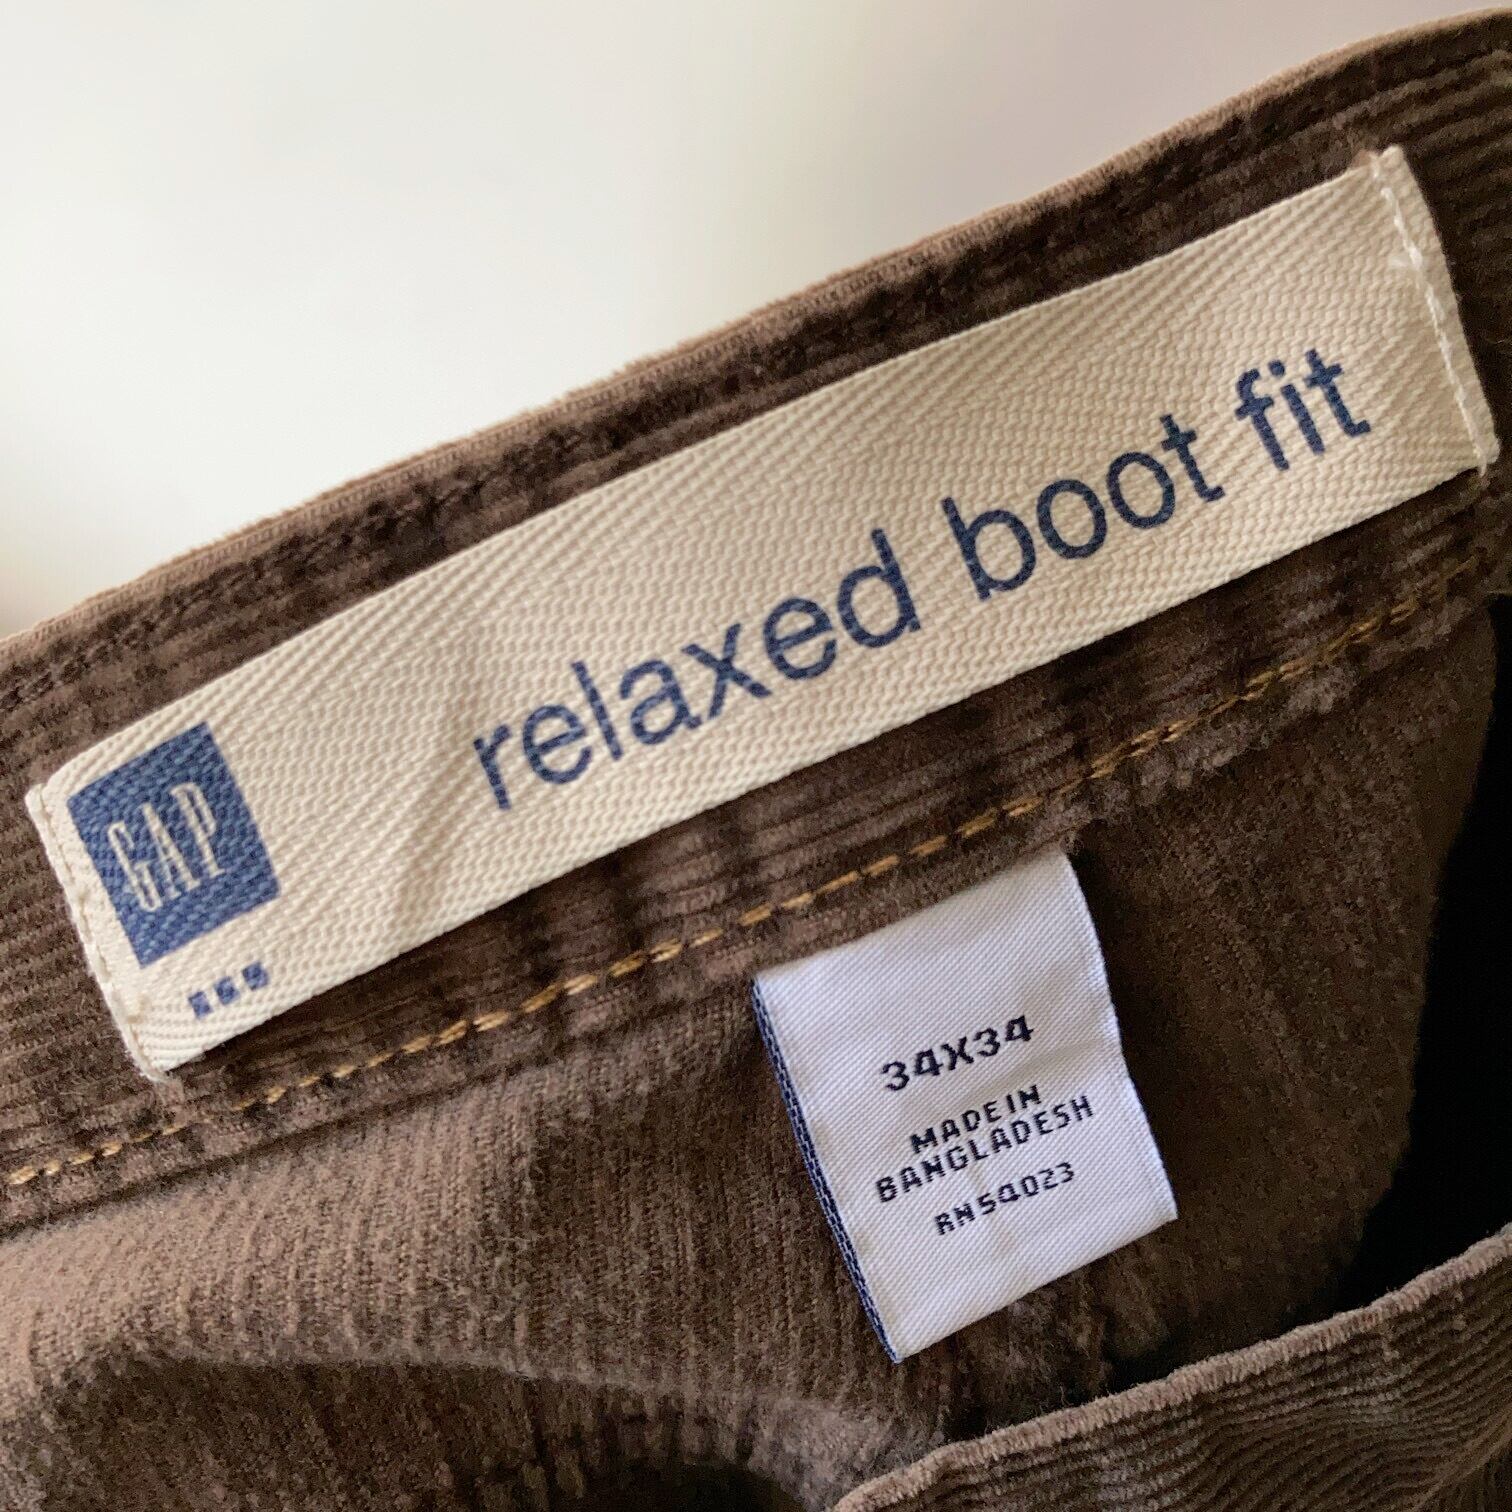 GAP
relaxed boot fit
34X34
MADE IN
BANGLADESH
RN54023